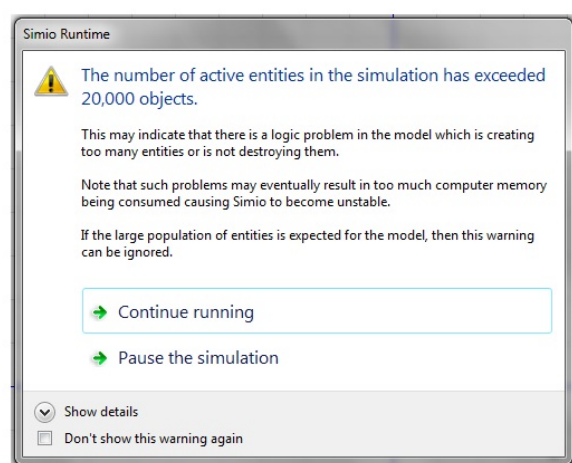 Simio Runtime
The number of active entities in the simulation has exceeded
20,000 objects.
This may indicate that there is a logic problem in the model which is creating
too many entities or is not destroying them.
Note that such problems may eventually result in too much computer memory
being consumed causing Simio to become unstable.
If the large population of entities is expected for the model, then this warning
can be ignored.
Continue running
Pause the simulation
Show details
Don't show this warning again